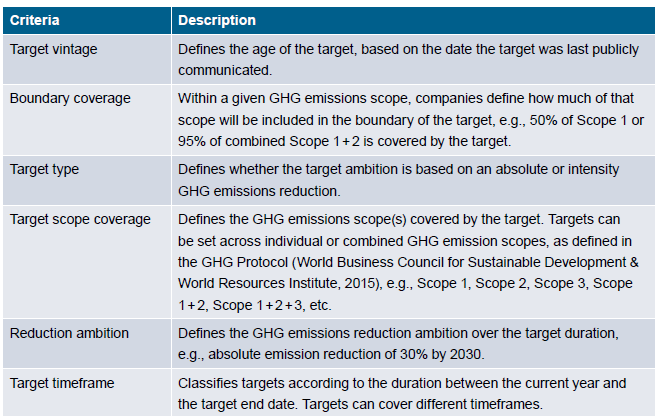 Criteria Description
Target vintage Defines the age of the target, based on the date the target was last publicly
communicated.
Boundary coverage Within a given GHG emissions scope, companies define how much of that
scope will be included in the boundary of the target, e.g., 50% of Scope 1 or
95% of combined Scope 1+2 is covered by the target.
Target type Defines whether the target ambition is based on an absolute or intensity
GHG emissions reduction.
Target scope coverage Defines the GHG emissions scope(s) covered by the target. Targets can
be set across individual or combined GHG emission scopes, as defined in
the GHG Protocol (World Business Council for Sustainable Development &
World Resources Institute, 2015), e.g., Scope 1, Scope 2, Scope 3, Scope
1+2, Scope 1+2+3, etc.
Reduction ambition Defines the GHG emissions reduction ambition over the target duration,
e.g., absolute emission reduction of 30% by 2030.
Target timeframe Classifies targets according to the duration between the current year and
the target end date. Targets can cover different timeframes.